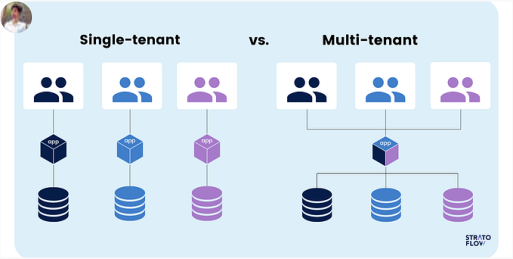 Single-tenant
vs.
Multi-tenant
app
app
app
app
STRATO
FLOW